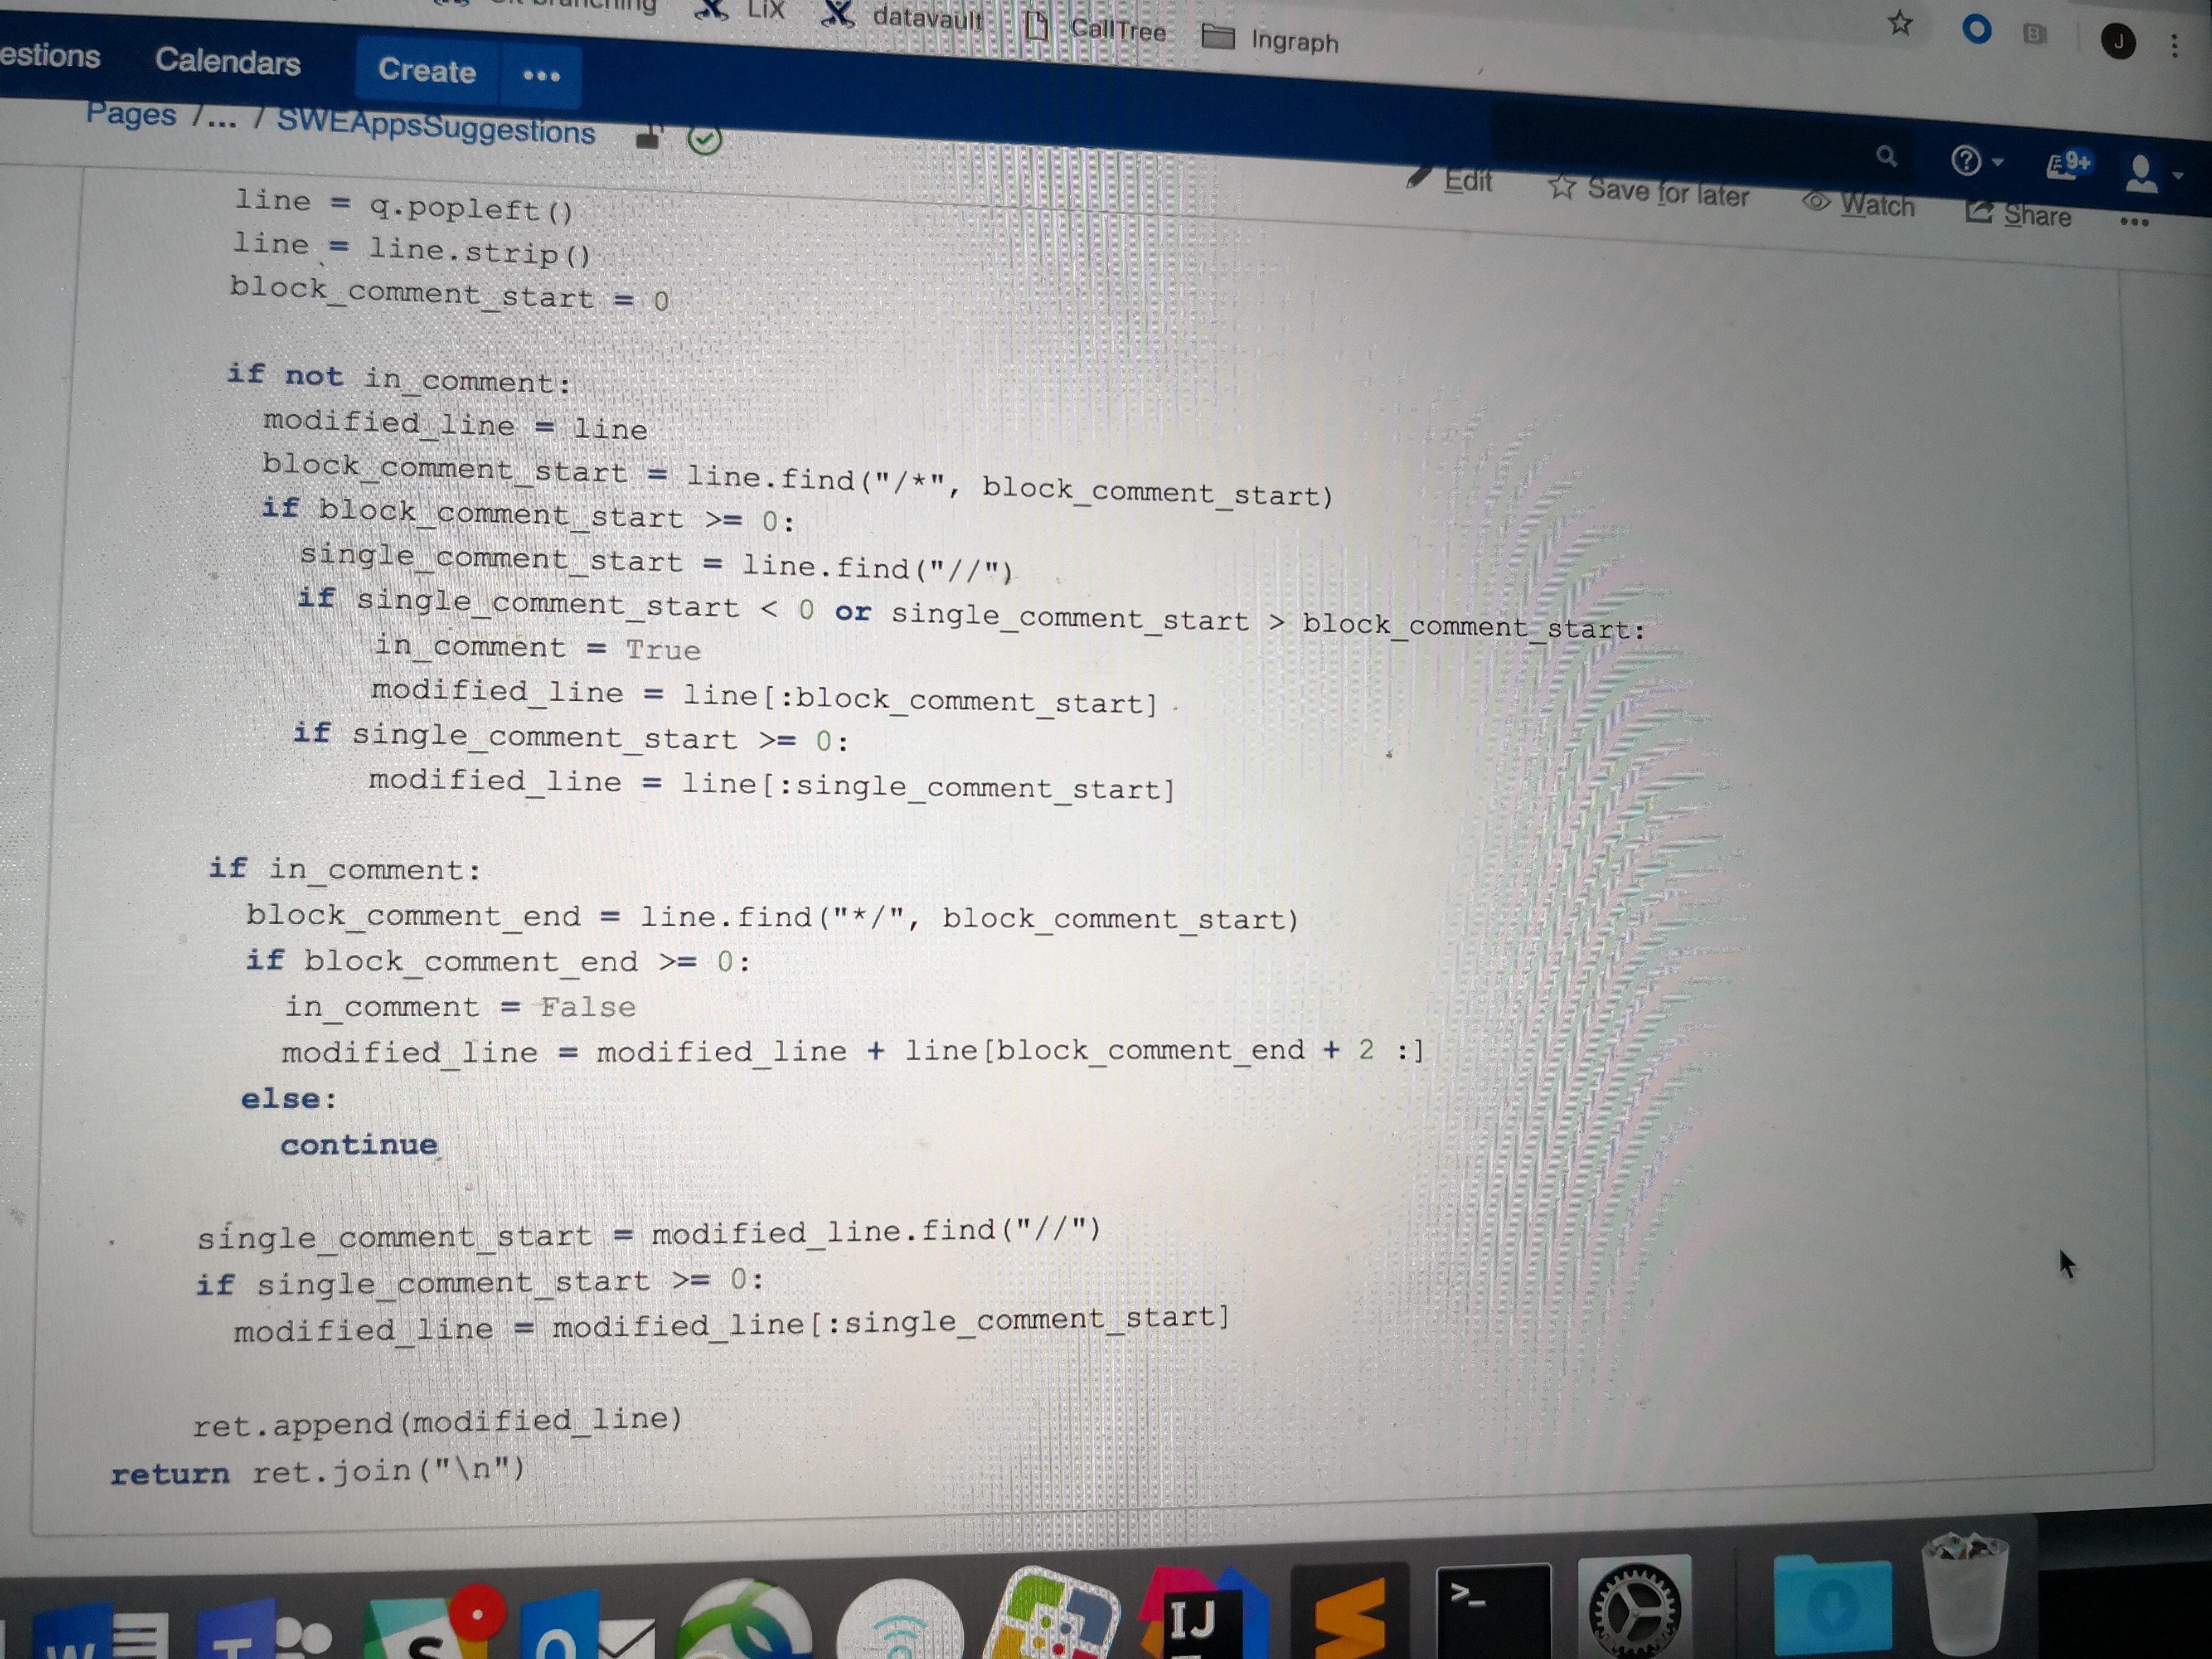 LiX datavault CallTree Ingraph
estions Calendars Create •••
Pages /... / SWEAppsSuggestions
9+
Edit Save for later Watch Share •••
line = q.popleft()
line = line.strip()
block_comment_start = 0
if not in_comment:
modified_line = line
block_comment_start = line.find("/*", block_comment_start)
if block_comment_start >= 0:
single_comment_start = line.find("//")
if single_comment_start < 0 or single_comment_start > block_comment_start:
in_comment = True
modified_line = line[:block_comment_start]
if single_comment_start >= 0:
modified_line = line[:single_comment_start]
if in_comment:
block_comment_end = line.find("*/", block_comment_start)
if block_comment_end >= 0:
in_comment = False
modified_line = modified_line + line[block_comment_end + 2 :]
else:
continue
single_comment_start = modified_line.find("//")
if single_comment_start >= 0:
modified_line = modified_line[:single_comment_start]
ret.append(modified_line)
return ret.join("\n")
W T S O IJ >_